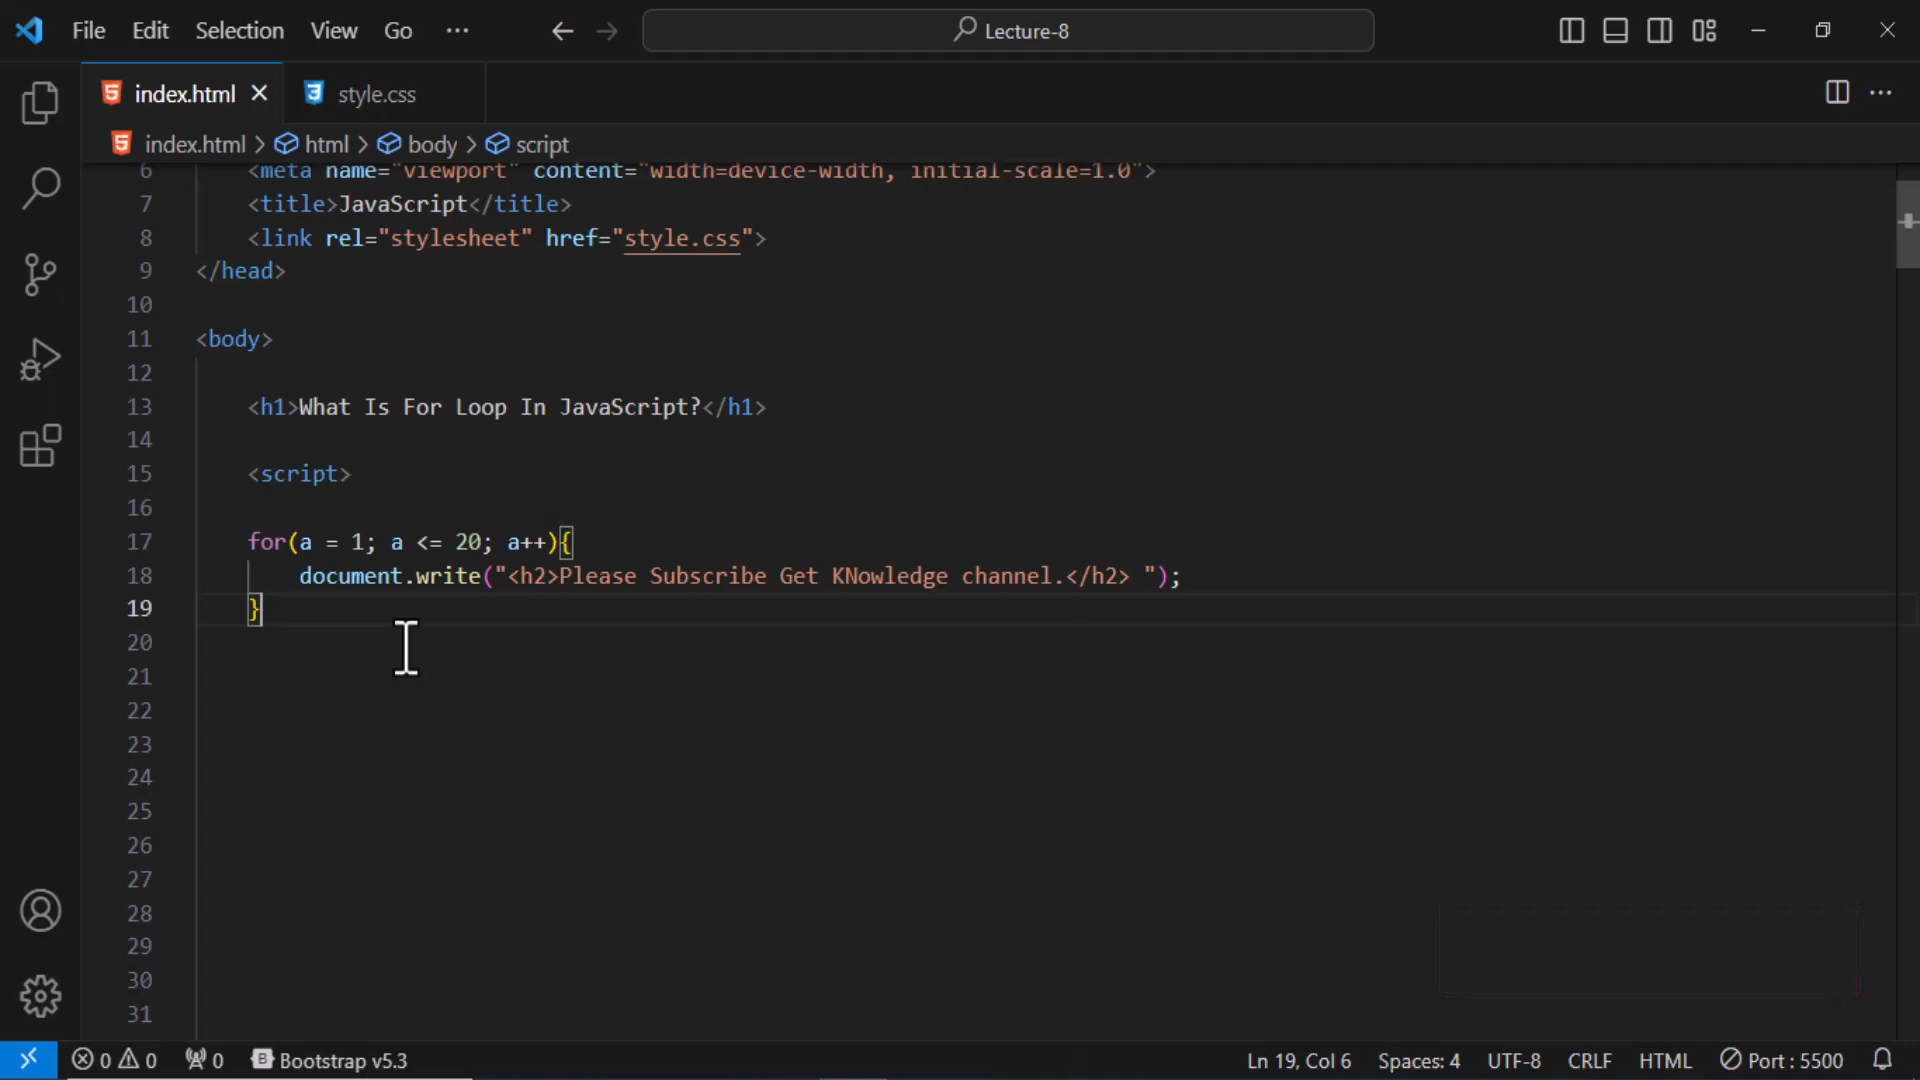 File Edit Selection View Go ··· Lecture-8
index.html style.css
index.html > html > body > script
6 <meta name="viewport" content="width=device-width, initial-scale=1.0">
7 <title>JavaScript</title>
8 <link rel="stylesheet" href="style.css">
9 </head>
10
11 <body>
12
13 <h1>What Is For Loop In JavaScript?</h1>
14
15 <script>
16
17 for(a = 1; a <= 20; a++){
18 document.write("<h2>Please Subscribe Get KNowledge channel.</h2> ");
19 }
20
21
22
23
24
25
26
27
28
29
30
31
0 0 0 Bootstrap v5.3 Ln 19, Col 6 Spaces: 4 UTF-8 CRLF HTML Port : 5500